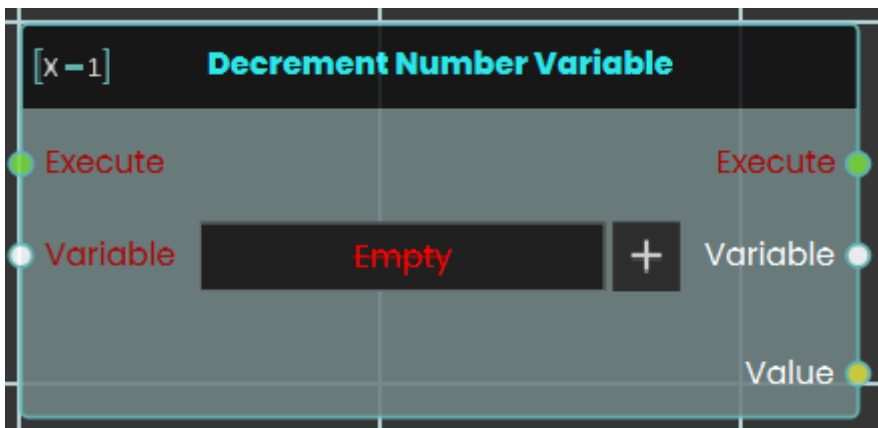 [x-1] Decrement Number Variable
Execute Execute
Variable Empty + Variable
Value